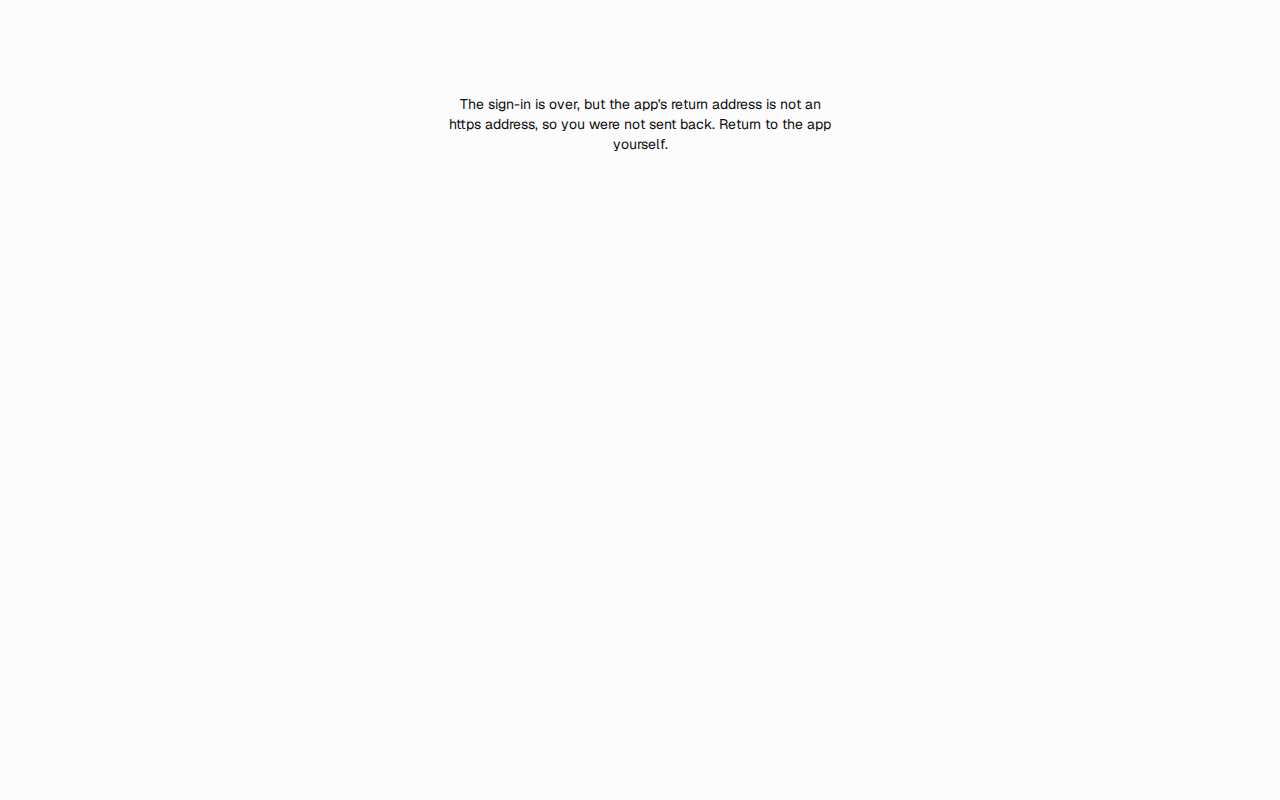 The sign-in is over, but the app's return address is not an
https address, so you were not sent back. Return to the app
yourself.